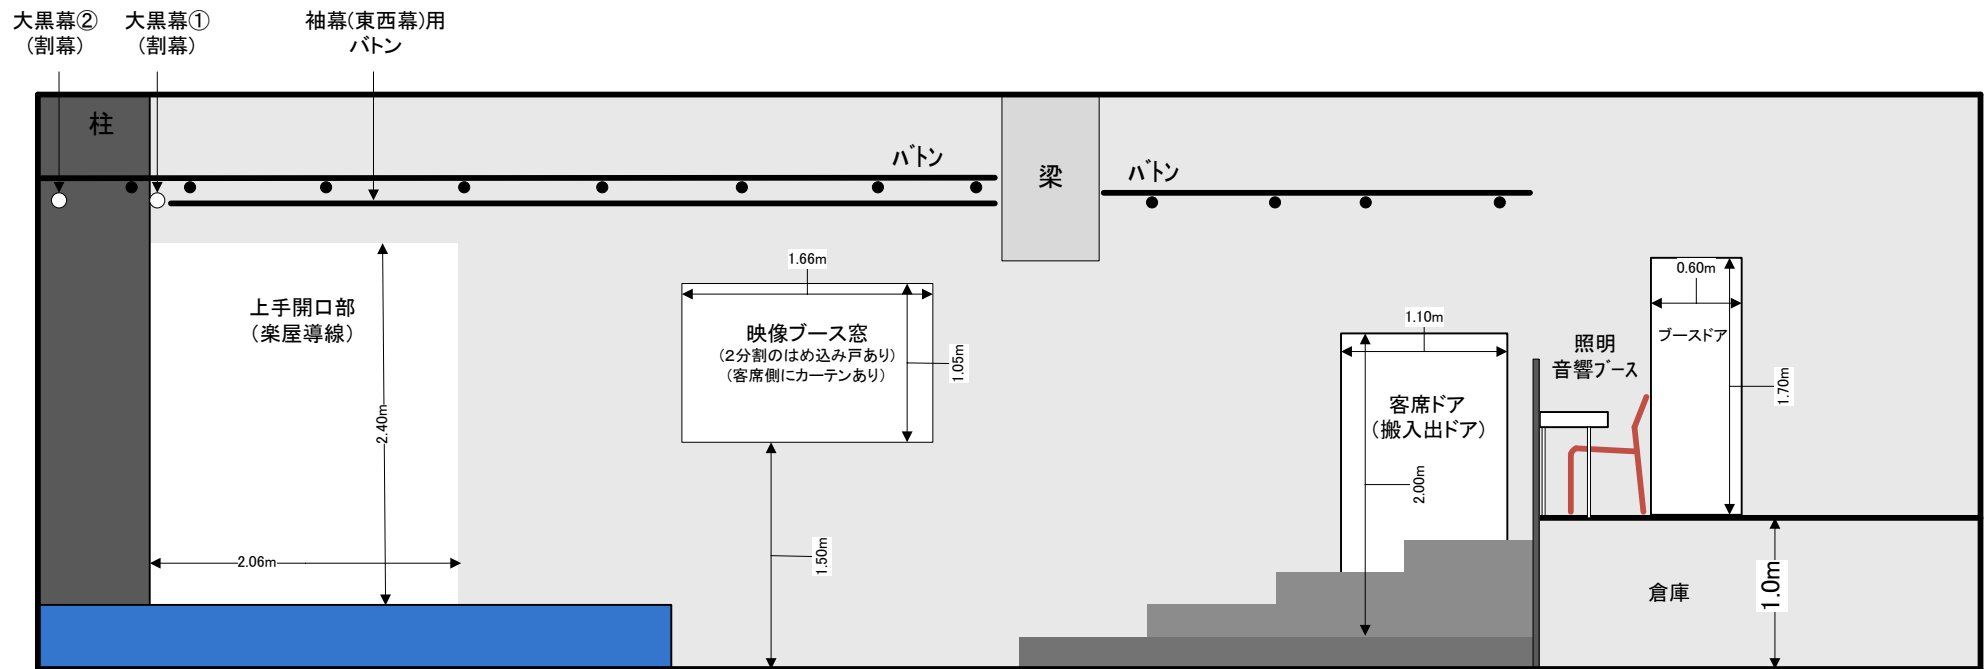 大黒幕②
(割幕)
大黒幕①
(割幕)
袖幕(東西幕)用
バトン
柱
バトン
梁
バトン
上手開口部
(楽屋導線)
2.40m
2.06m
1.66m
映像ブース窓
(2分割のはめ込み戸あり)
(客席側にカーテンあり)
1.05m
1.50m
1.10m
客席ドア
(搬入出ドア)
2.00m
照明
音響ブース
0.60m
ブースドア
1.70m
倉庫
1.0m